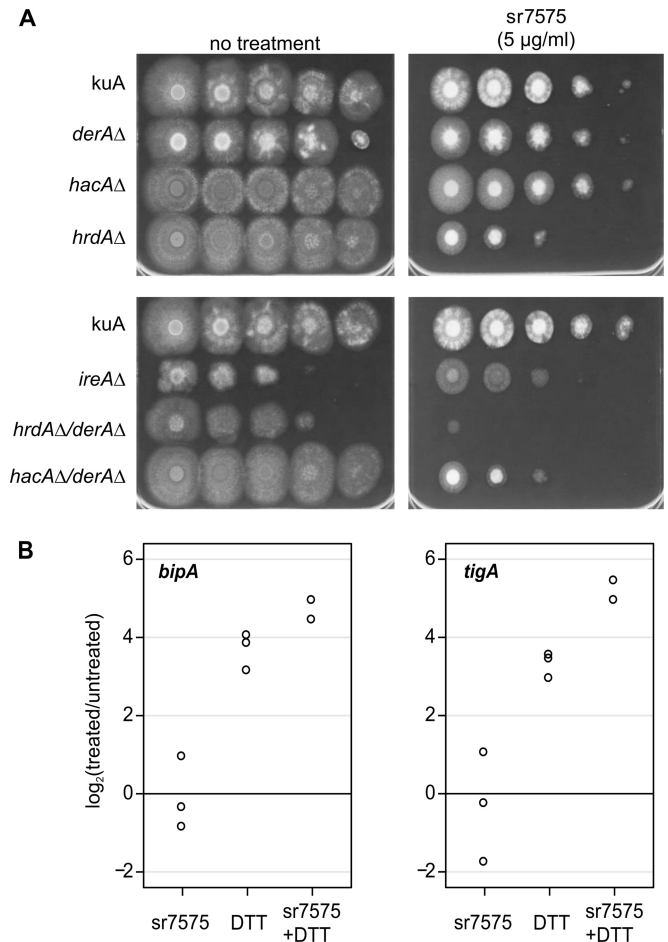 A
no treatment
sr7575
(5 µg/ml)
kuA
derAΔ
hacAΔ
hrdAΔ
kuA
ireAΔ
hrdAΔ/derAΔ
hacAΔ/derAΔ
B
bipA
tigA
log₂(treated/untreated)
6
4
2
0
−2
6
4
2
0
−2
sr7575
DTT
sr7575
+DTT
sr7575
DTT
sr7575
+DTT